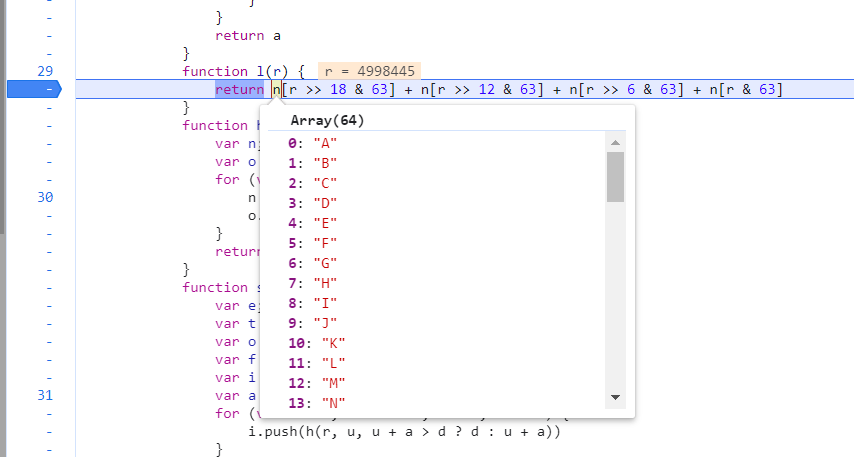 }
}
return a
}
29 function l(r) { r = 4998445
- return n[r >> 18 & 63] + n[r >> 12 & 63] + n[r >> 6 & 63] + n[r & 63]
- }
- function
- var n
- var o
- for (
30 n
- o.
- }
- return
- }
- function s
- var e
- var t
- var o
- var f
- var i
31 var a
- for ( {
- i.push(h(r, u, u + a > d ? d : u + a))
- }
Array(64)
0: "A"
1: "B"
2: "C"
3: "D"
4: "E"
5: "F"
6: "G"
7: "H"
8: "I"
9: "J"
10: "K"
11: "L"
12: "M"
13: "N"